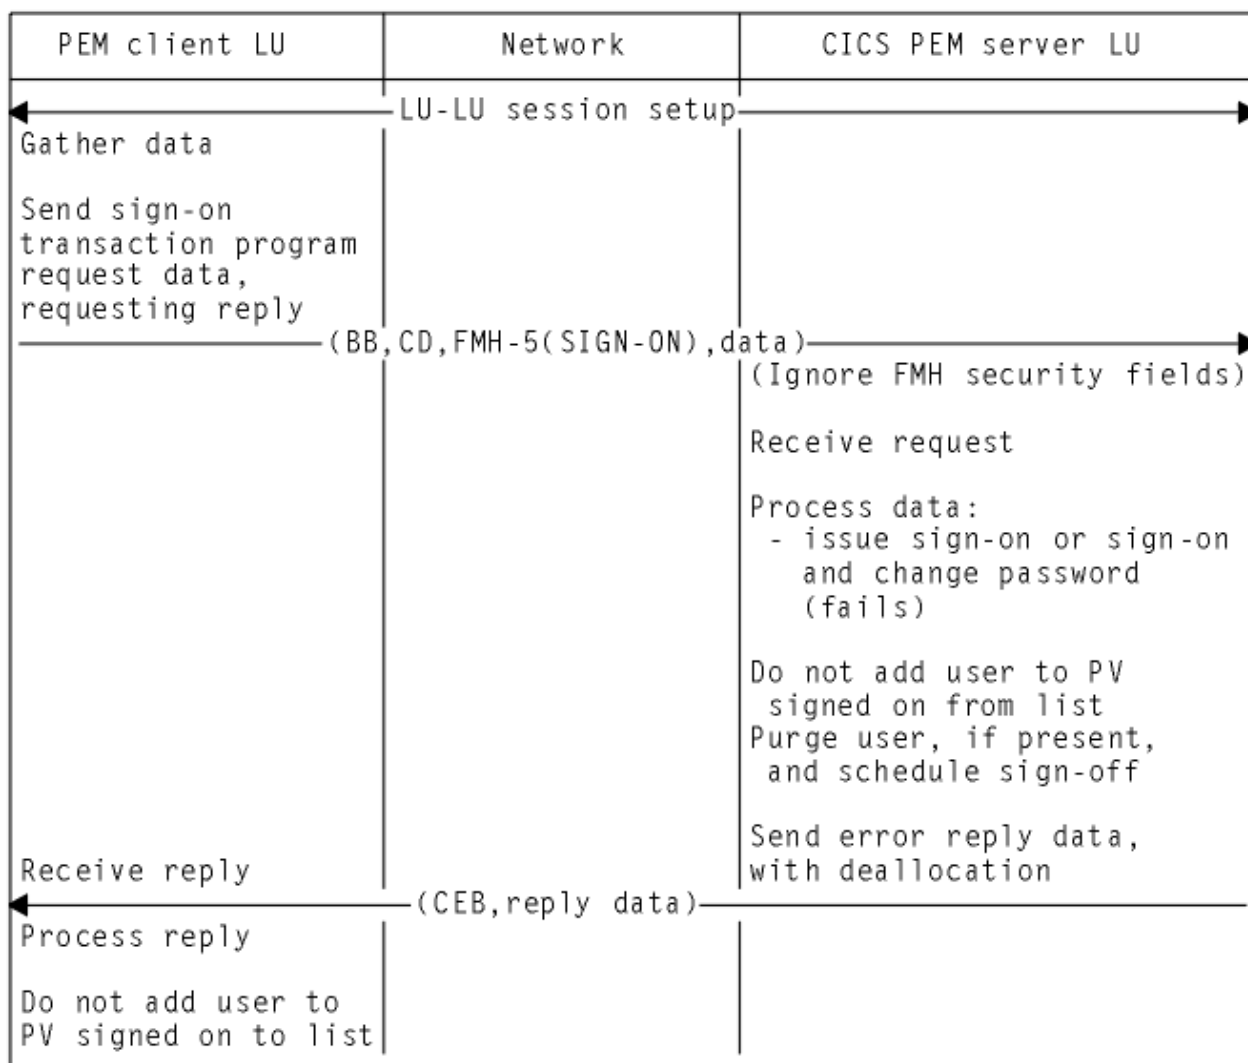 PEM client LU Network CICS PEM server LU
LU-LU session setup
Gather data
Send sign-on
transaction program
request data,
requesting reply
(BB,CD,FMH-5(SIGN-ON),data)
(Ignore FMH security fields)
Receive request
Process data:
- issue sign-on or sign-on
and change password
(fails)
Do not add user to PV
signed on from list
Purge user, if present,
and schedule sign-off
Send error reply data,
with deallocation
Receive reply
(CEB,reply data)
Process reply
Do not add user to
PV signed on to list